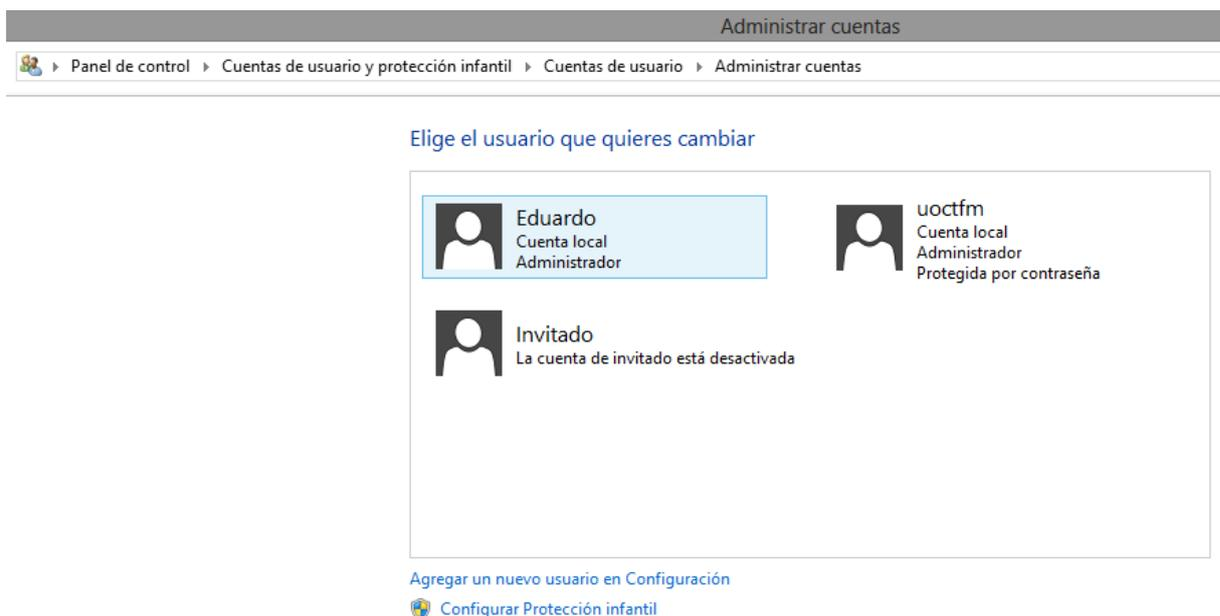 Administrar cuentas
Panel de control ▸ Cuentas de usuario y protección infantil ▸ Cuentas de usuario ▸ Administrar cuentas
Elige el usuario que quieres cambiar
Eduardo
Cuenta local
Administrador
uoctfm
Cuenta local
Administrador
Protegida por contraseña
Invitado
La cuenta de invitado está desactivada
Agregar un nuevo usuario en Configuración
Configurar Protección infantil